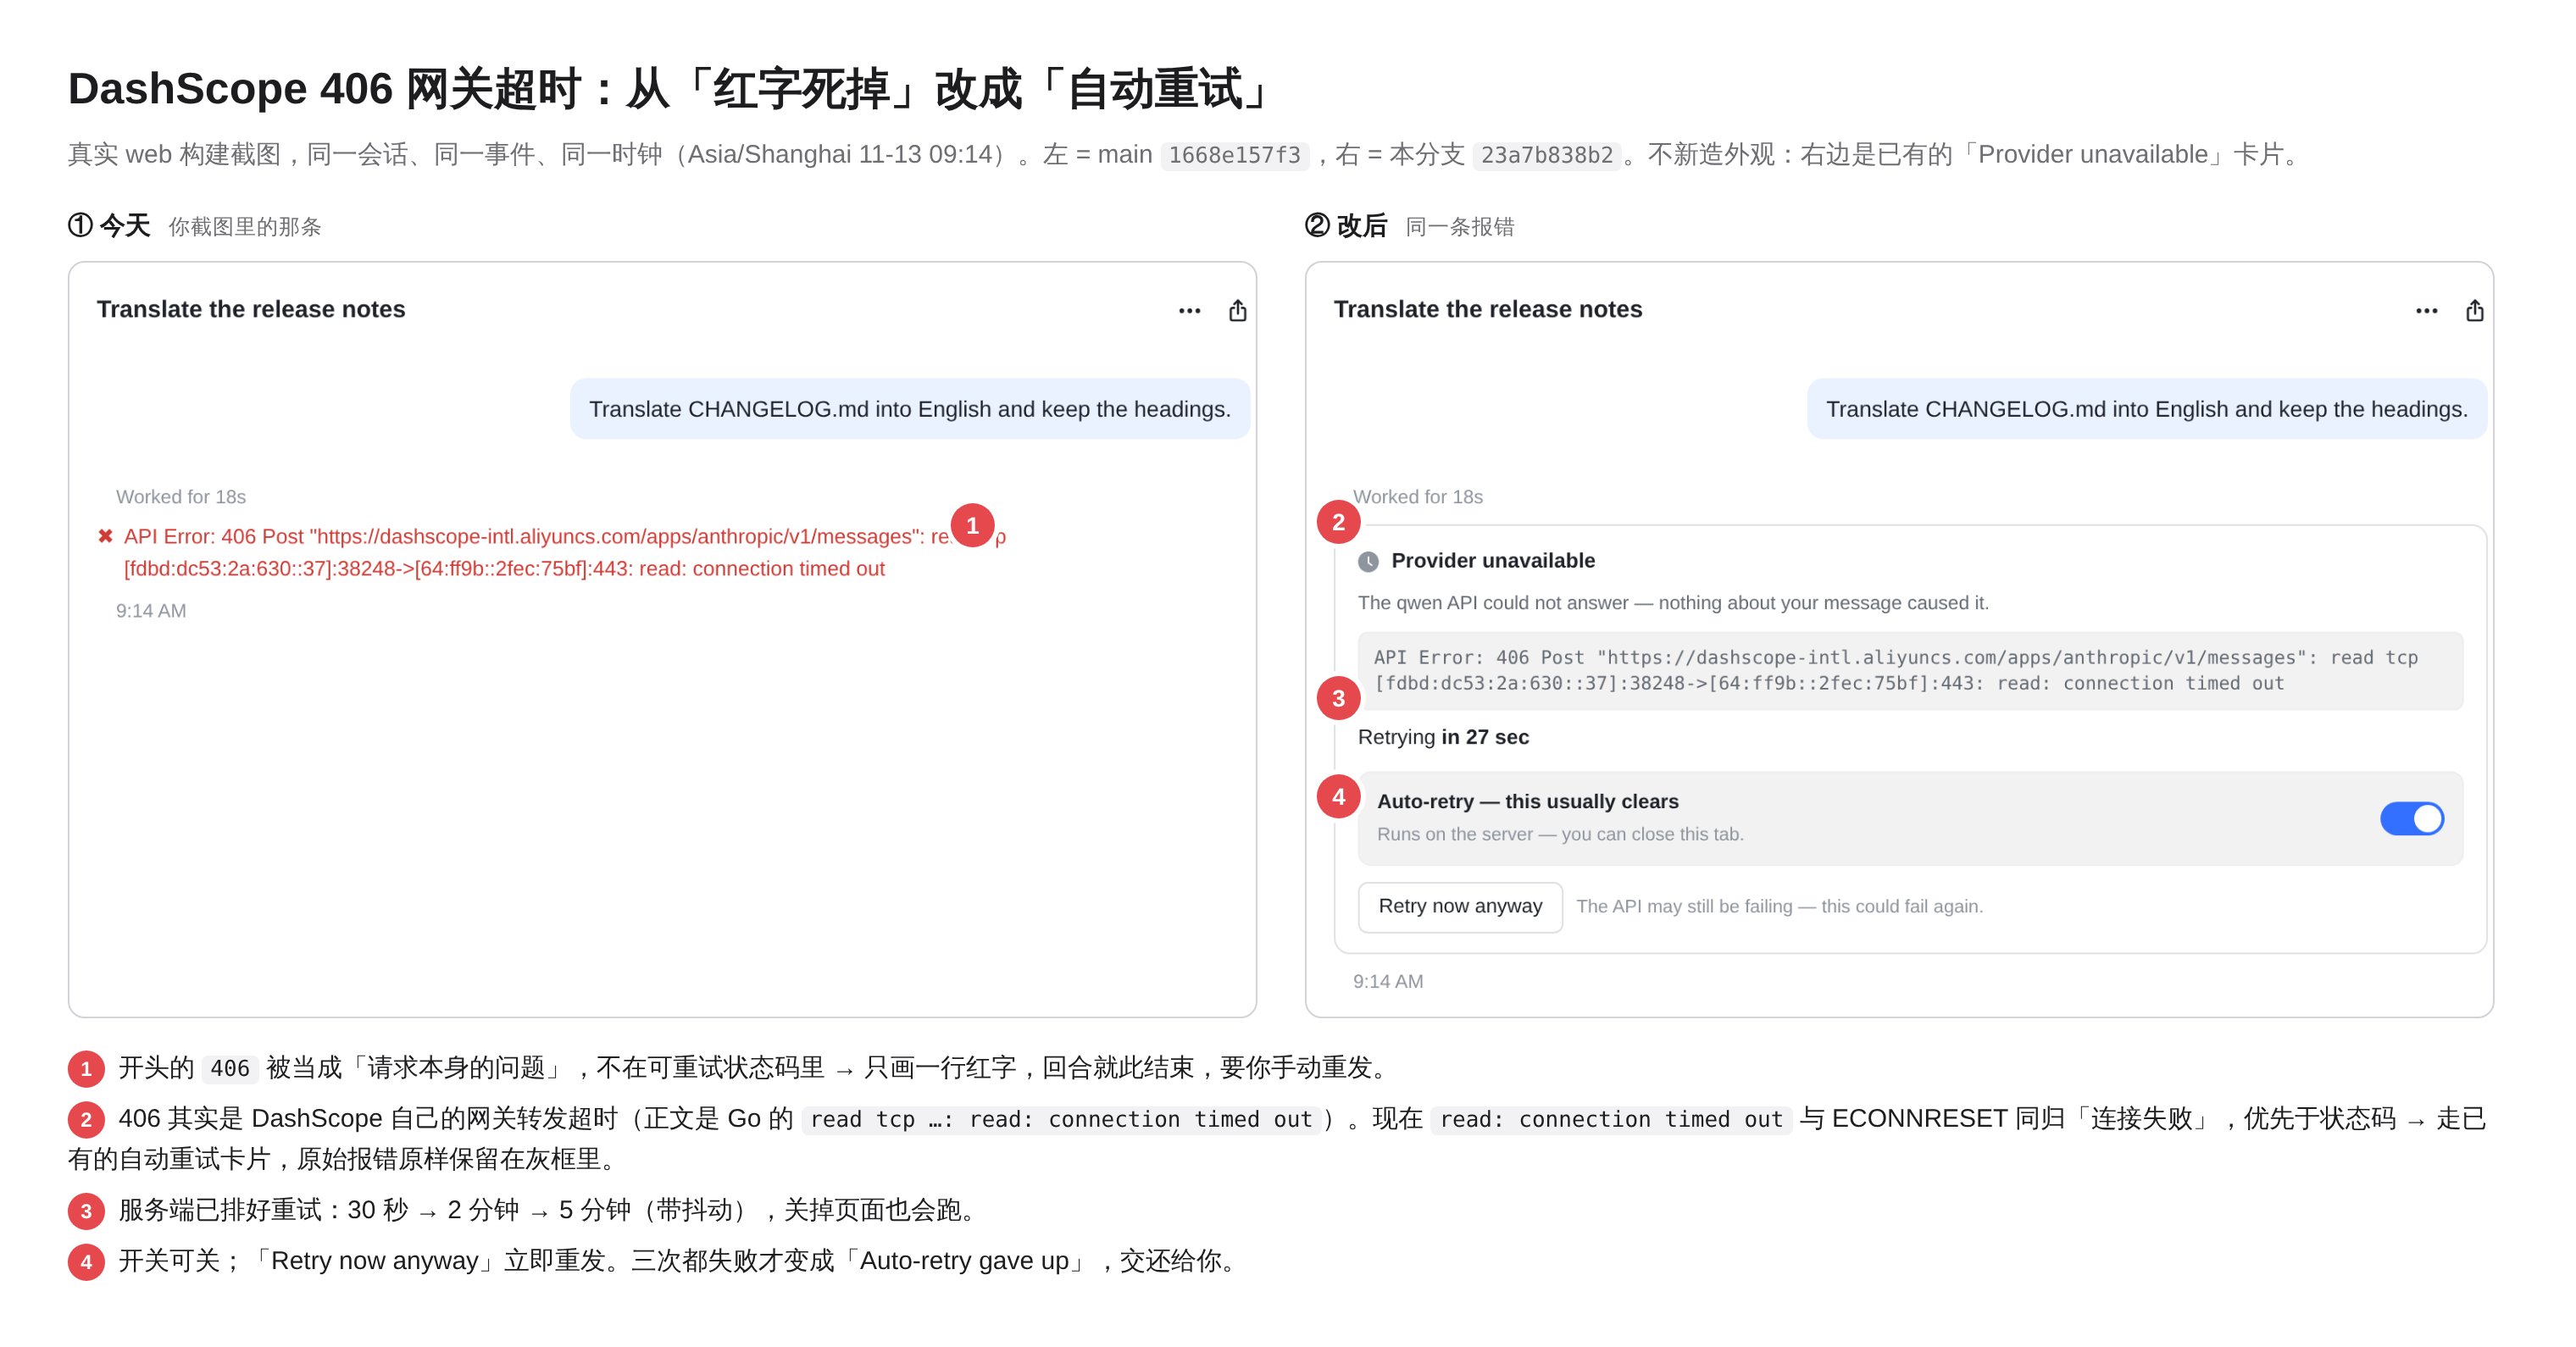 DashScope 406 网关超时：从「红字死掉」改成「自动重试」
真实 web 构建截图，同一会话、同一事件、同一时钟（Asia/Shanghai 11-13 09:14）。左 = main 1668e157f3，右 = 本分支 23a7b838b2。不新造外观：右边是已有的「Provider unavailable」卡片。
① 今天 你截图里的那条
Translate the release notes
Translate CHANGELOG.md into English and keep the headings.
Worked for 18s
✖ API Error: 406 Post "https://dashscope-intl.aliyuncs.com/apps/anthropic/v1/messages":
1
[fdbd:dc53:2a:630::37]:38248->[64:ff9b::2fec:75bf]:443: read: connection timed out
9:14 AM
② 改后 同一条报错
Translate the release notes
Translate CHANGELOG.md into English and keep the headings.
Worked for 18s
2
Provider unavailable
The qwen API could not answer — nothing about your message caused it.
API Error: 406 Post "https://dashscope-intl.aliyuncs.com/apps/anthropic/v1/messages": read tcp
[fdbd:dc53:2a:630::37]:38248->[64:ff9b::2fec:75bf]:443: read: connection timed out
3
Retrying in 27 sec
4
Auto-retry — this usually clears
Runs on the server — you can close this tab.
Retry now anyway The API may still be failing — this could fail again.
9:14 AM
1 开头的 406 被当成「请求本身的问题」，不在可重试状态码里 → 只画一行红字，回合就此结束，要你手动重发。
2 406 其实是 DashScope 自己的网关转发超时（正文是 Go 的 read tcp …: read: connection timed out）。现在 read: connection timed out 与 ECONNRESET 同归「连接失败」，优先于状态码 → 走已
有的自动重试卡片，原始报错原样保留在灰框里。
3 服务端已排好重试：30 秒 → 2 分钟 → 5 分钟（带抖动），关掉页面也会跑。
4 开关可关；「Retry now anyway」立即重发。三次都失败才变成「Auto-retry gave up」，交还给你。